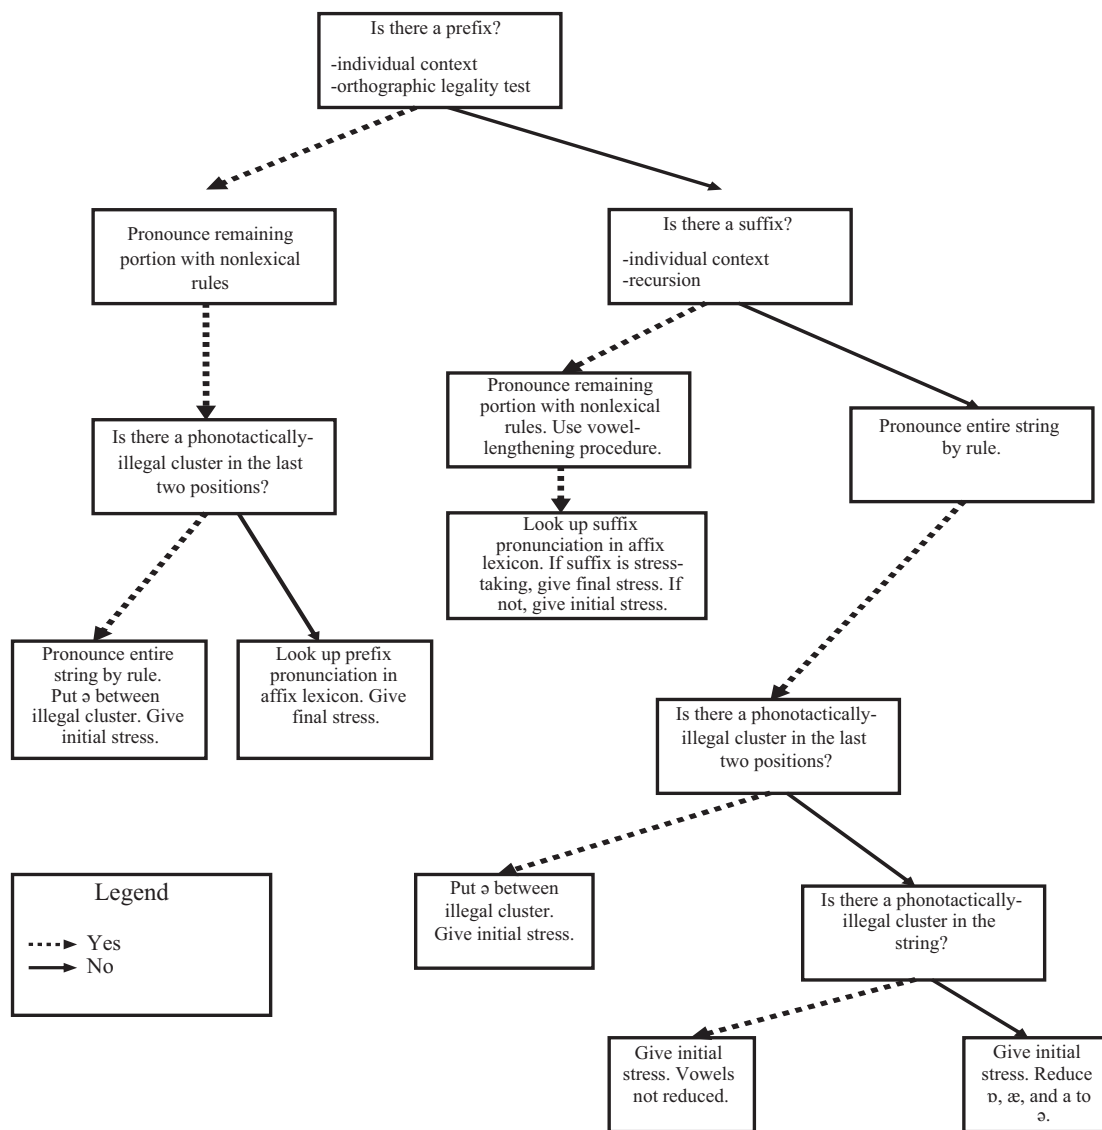 Is there a prefix?
-individual context
-orthographic legality test
Pronounce remaining
portion with nonlexical
rules
Is there a suffix?
-individual context
-recursion
Pronounce remaining
portion with nonlexical
rules. Use vowel-
lengthening procedure.
Pronounce entire string
by rule.
Is there a phonotactically-
illegal cluster in the last
two positions?
Look up suffix
pronunciation in affix
lexicon. If suffix is stress-
taking, give final stress. If
not, give initial stress.
Pronounce entire
string by rule.
Put ə between
illegal cluster. Give
initial stress.
Look up prefix
pronunciation in
affix lexicon. Give
final stress.
Is there a phonotactically-
illegal cluster in the last
two positions?
Legend
Yes
No
Put ə between
illegal cluster.
Give initial stress.
Is there a phonotactically-
illegal cluster in the
string?
Give initial
stress. Vowels
not reduced.
Give initial
stress. Reduce
ɒ, æ, and a to
ə.